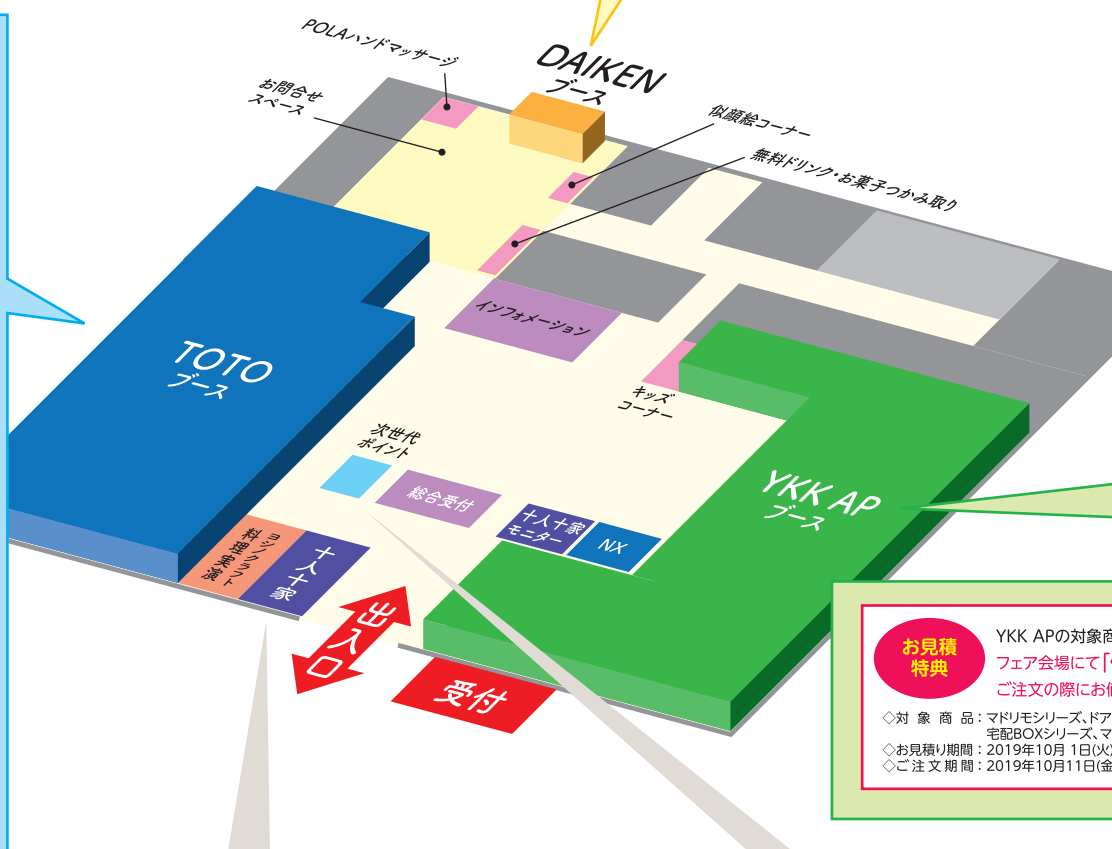 POLAハンドマッサージ
お問合せ
スペース
DAIKEN
ブース
似顔絵コーナー
無料ドリンク・お菓子つかみ取り
インフォメーション
TOTO
ブース
キッズ
コーナー
次世代
ポイント
総合受付
十人十家
モニター
NX
YKK AP
ブース
ヨシノクラフト
料理実演
十人十家
出入口
受付
お見積
特典
YKK APの対象商
フェア会場にて「
ご注文の際にお
◇対象商品：マドリモシリーズ、ドア
宅配BOXシリーズ、マ
◇お見積り期間：2019年10月 1日(火)
◇ご注文期間：2019年10月11日(金